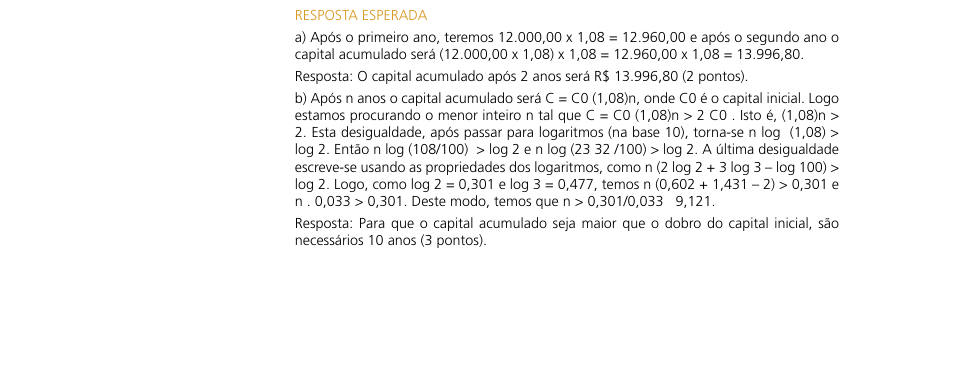 RESPOSTA ESPERADA
a) Após o primeiro ano, teremos 12.000,00 x 1,08 = 12.960,00 e após o segundo ano o
capital acumulado será (12.000,00 x 1,08) x 1,08 = 12.960,00 x 1,08 = 13.996,80.
Resposta: O capital acumulado após 2 anos será R$ 13.996,80 (2 pontos).
b) Após n anos o capital acumulado será C = C0 (1,08)n, onde C0 é o capital inicial. Logo
estamos procurando o menor inteiro n tal que C = C0 (1,08)n > 2 C0 . Isto é, (1,08)n >
2. Esta desigualdade, após passar para logaritmos (na base 10), torna-se n log (1,08) >
log 2. Então n log (108/100) > log 2 e n log (23 32 /100) > log 2. A última desigualdade
escreve-se usando as propriedades dos logaritmos, como n (2 log 2 + 3 log 3 – log 100) >
log 2. Logo, como log 2 = 0,301 e log 3 = 0,477, temos n (0,602 + 1,431 – 2) > 0,301 e
n . 0,033 > 0,301. Deste modo, temos que n > 0,301/0,033 9,121.
Resposta: Para que o capital acumulado seja maior que o dobro do capital inicial, são
necessários 10 anos (3 pontos).